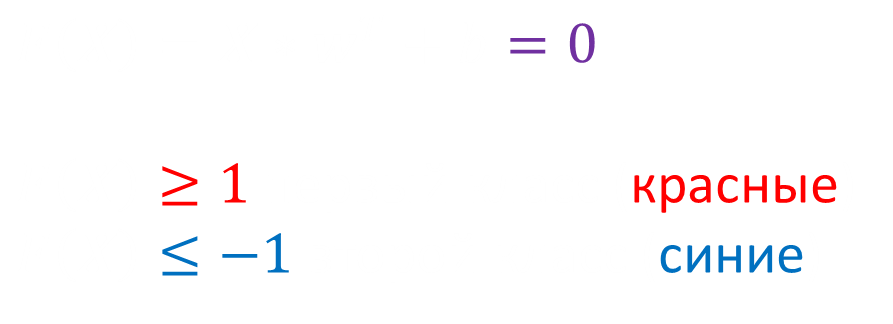 = 0
≥ 1 красные
≤ −1 синие